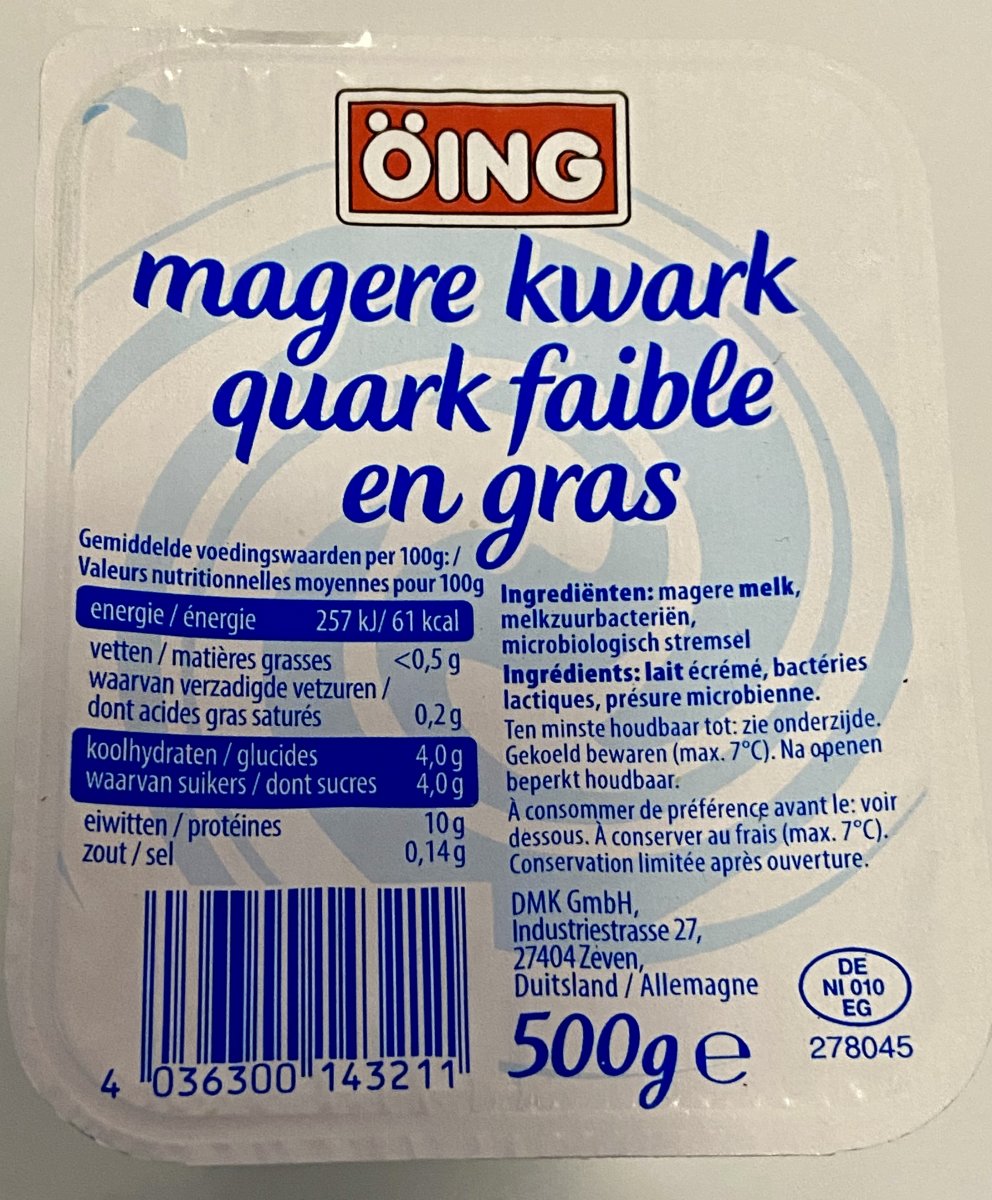 ÖING
magere kwark
quark faible
en gras
Gemiddelde voedingswaarden per 100g: /
Valeurs nutritionnelles moyennes pour 100g
energie / énergie 257 kJ/ 61 kcal
vetten / matières grasses <0,5 g
waarvan verzadigde vetzuren /
dont acides gras saturés 0,2 g
koolhydraten / glucides 4,0 g
waarvan suikers / dont sucres 4,0 g
eiwitten / protéines 10 g
zout / sel 0,14 g
Ingrediënten: magere melk,
melkzuurbacteriën,
microbiologisch stremsel
Ingrédients: lait écrémé, bactéries
lactiques, présure microbienne.
Ten minste houdbaar tot: zie onderzijde.
Gekoeld bewaren (max. 7°C). Na openen
beperkt houdbaar.
À consommer de préférence avant le: voir
dessous. À conserver au frais (max. 7°C).
Conservation limitée après ouverture.
DMK GmbH,
Industriestrasse 27,
27404 Zeven,
Duitsland / Allemagne
500g e
DE
NI 010
EG
278045
4 036300 143211